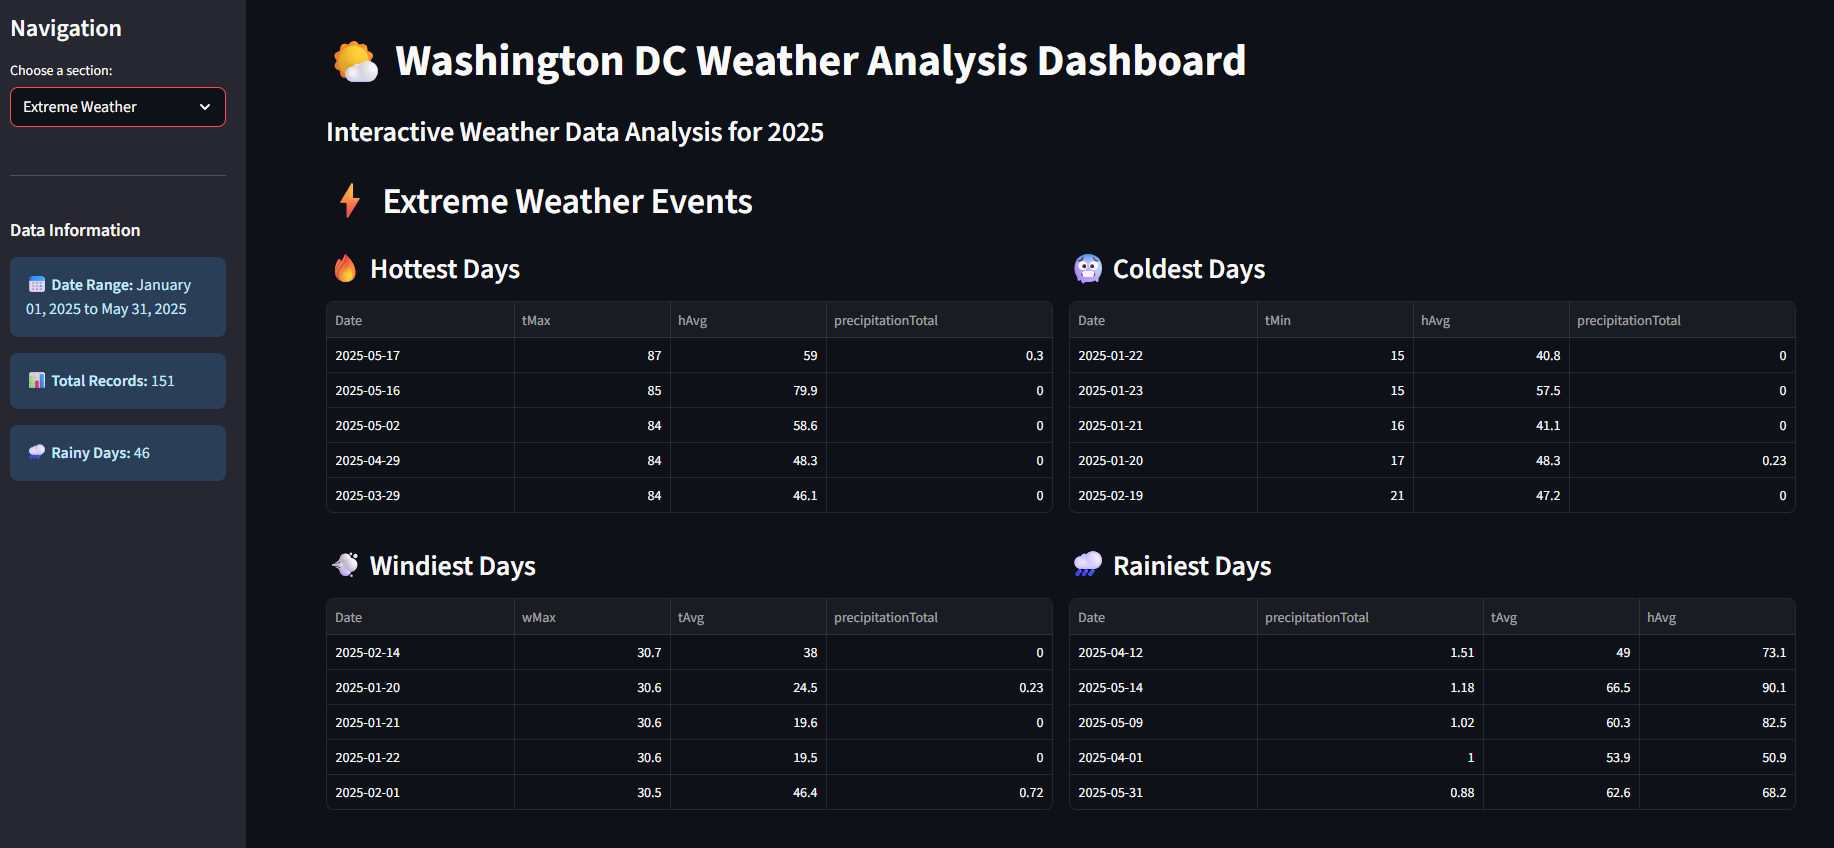 Navigation
Choose a section:
Extreme Weather
Data Information
Date Range: January
01, 2025 to May 31, 2025
Total Records: 151
Rainy Days: 46
Washington DC Weather Analysis Dashboard
Interactive Weather Data Analysis for 2025
Extreme Weather Events
Hottest Days
Date tMax hAvg precipitationTotal
2025-05-17 87 59 0.3
2025-05-16 85 79.9 0
2025-05-02 84 58.6 0
2025-04-29 84 48.3 0
2025-03-29 84 46.1 0
Coldest Days
Date tMin hAvg precipitationTotal
2025-01-22 15 40.8 0
2025-01-23 15 57.5 0
2025-01-21 16 41.1 0
2025-01-20 17 48.3 0.23
2025-02-19 21 47.2 0
Windiest Days
Date wMax tAvg precipitationTotal
2025-02-14 30.7 38 0
2025-01-20 30.6 24.5 0.23
2025-01-21 30.6 19.6 0
2025-01-22 30.6 19.5 0
2025-02-01 30.5 46.4 0.72
Rainiest Days
Date precipitationTotal tAvg hAvg
2025-04-12 1.51 49 73.1
2025-05-14 1.18 66.5 90.1
2025-05-09 1.02 60.3 82.5
2025-04-01 1 53.9 50.9
2025-05-31 0.88 62.6 68.2